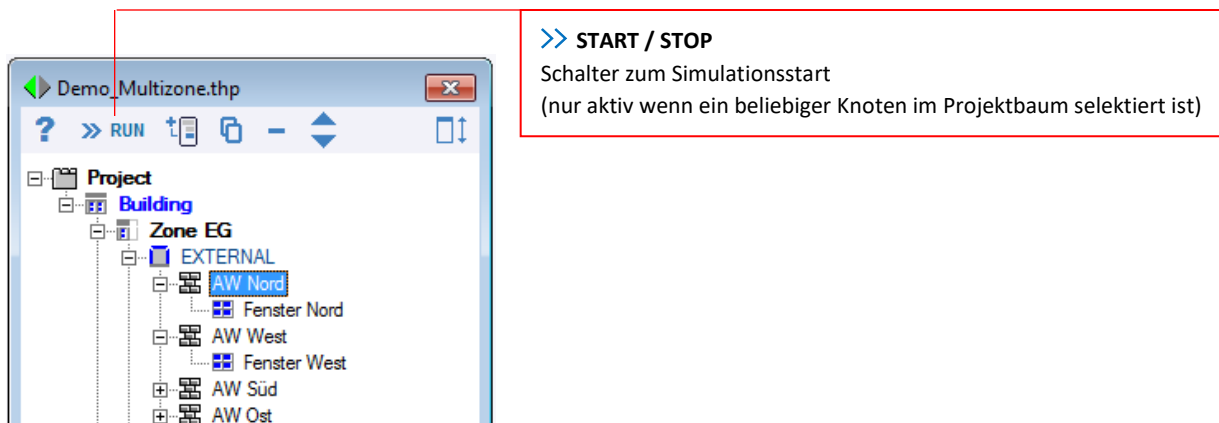 >> START / STOP
Schalter zum Simulationsstart
(nur aktiv wenn ein beliebiger Knoten im Projektbaum selektiert ist)
Demo_Multizone.thp
? >> RUN
Project
Building
Zone EG
EXTERNAL
AW Nord
Fenster Nord
AW West
Fenster West
AW Süd
AW Ost